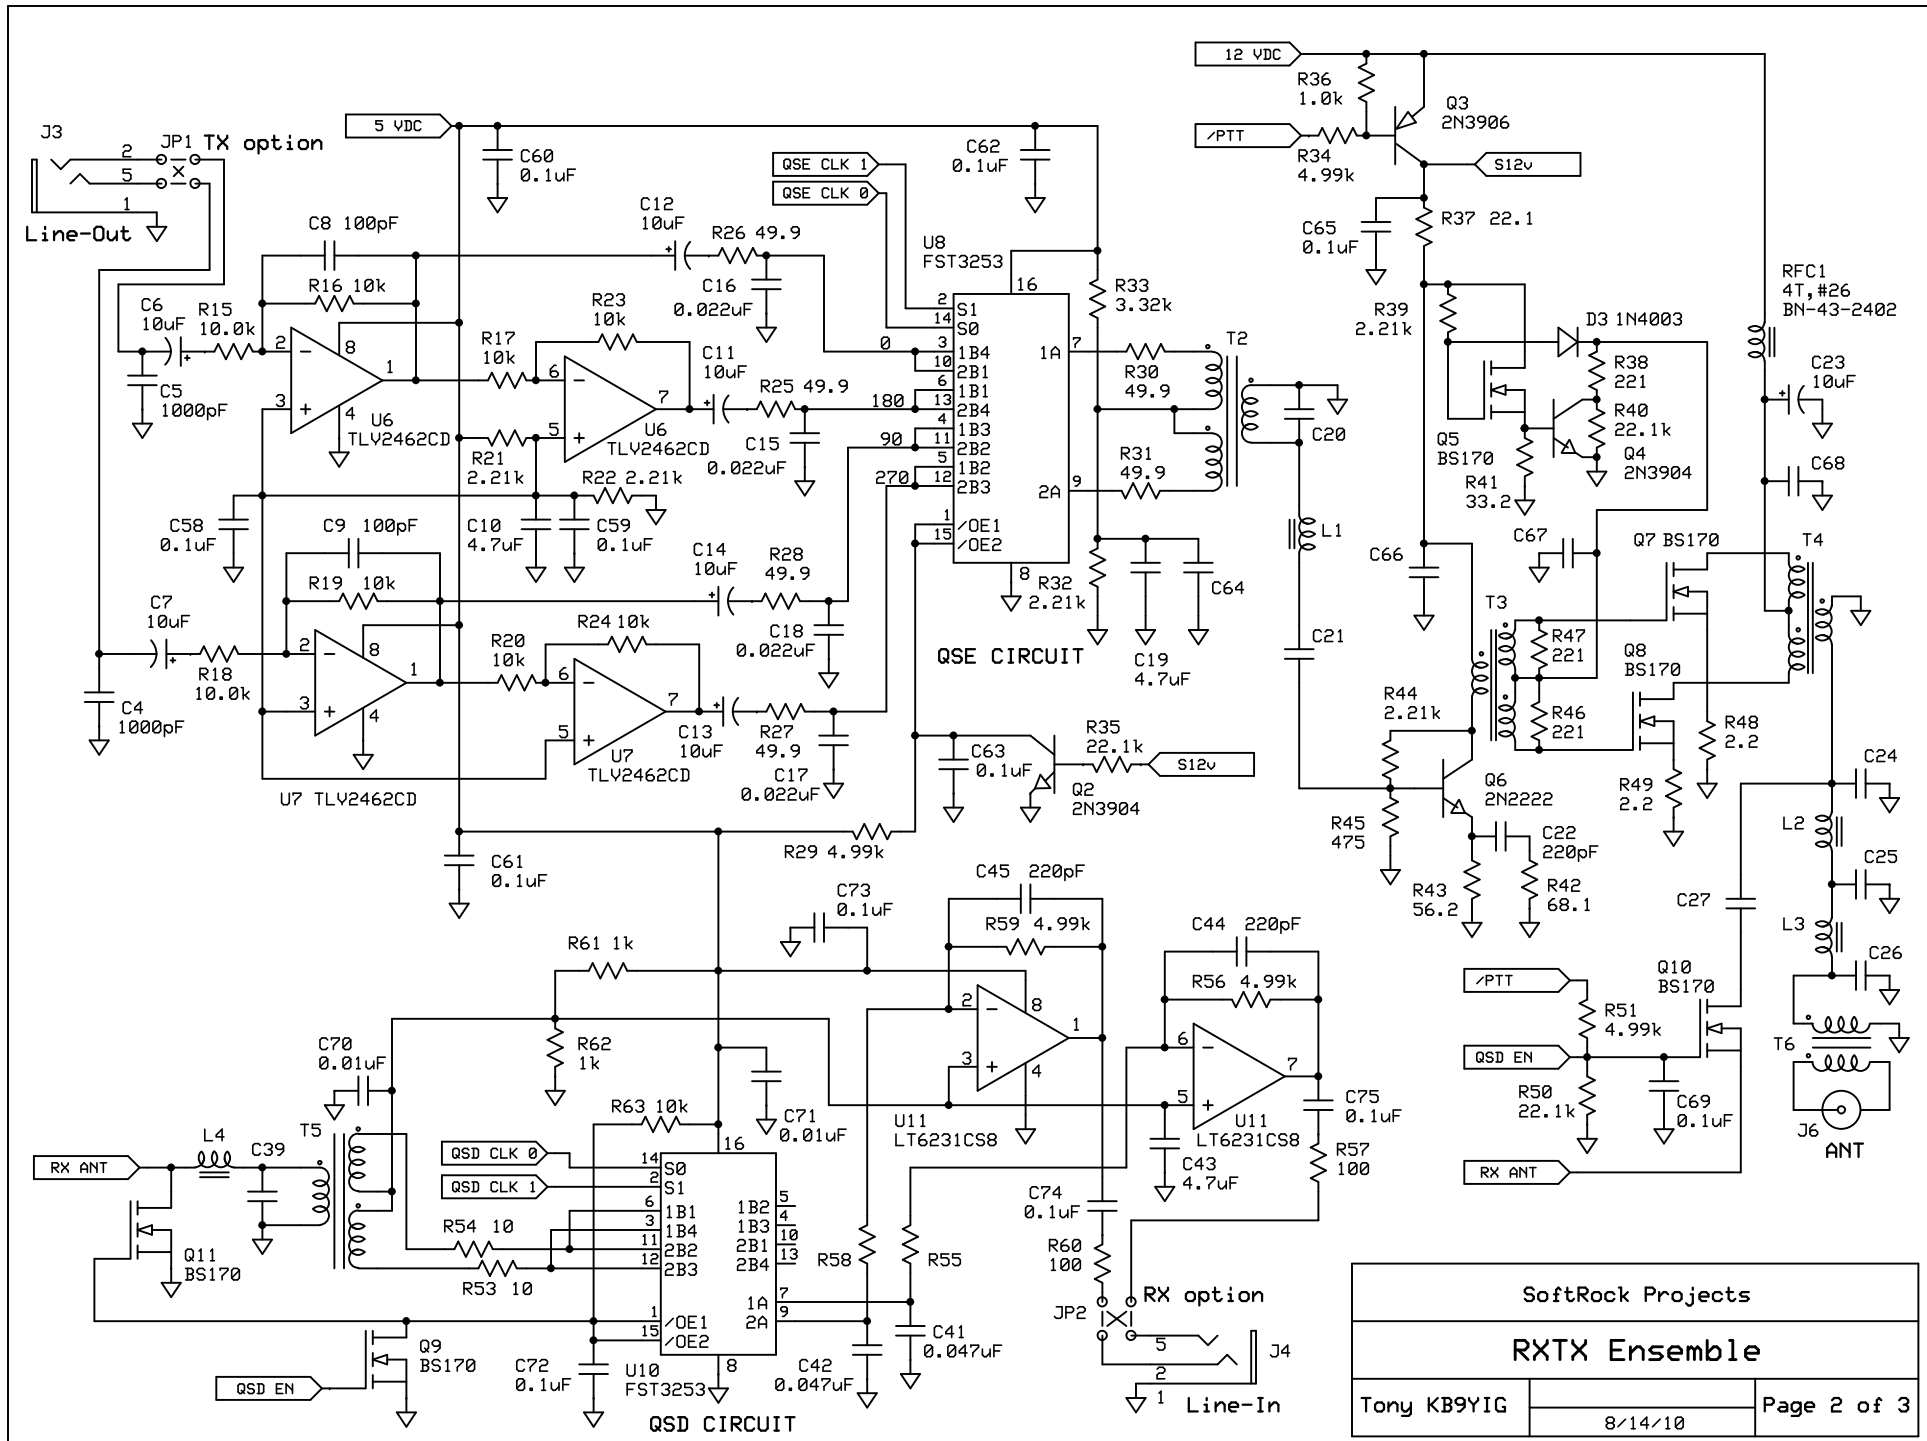 12 VDC
R36
1.0k
Q3
2N3906
/PTT
R34
4.99k
S12v
J3
JP1 TX option
2
5
1
Line-Out
5 VDC
C60
0.1uF
C62
0.1uF
QSE CLK 1
QSE CLK 0
C65
0.1uF
R37 22.1
C8 100pF
R16 10k
C12
10uF
R26 49.9
C16
0.022uF
U8
FST3253
16
R33
3.32k
RFC1
4T,#26
BN-43-2402
C6
10uF
R15
10.0k
C5
1000pF
2
3
8
1
4
U6
TLV2462CD
R17
10k
R23
10k
6
5
7
U6
TLV2462CD
C11
10uF
R25 49.9
C15
0.022uF
0
180
90
270
2 S1
14 S0
3 1B4
10 2B1
6 1B1
13 2B4
4 1B3
11 2B2
5 1B2
12 2B3
1 /OE1
15 /OE2
1A 7
2A 9
8
R30
49.9
R31
49.9
T2
C20
L1
C21
R39
2.21k
D3 1N4003
R38
221
R40
22.1k
Q5
BS170
R41
33.2
Q4
2N3904
C23
10uF
C68
R21
2.21k
R22 2.21k
C58
0.1uF
C10
4.7uF
C59
0.1uF
C9 100pF
R19 10k
C14
10uF
R28
49.9
C18
0.022uF
R32
2.21k
C19
4.7uF
C64
QSE CIRCUIT
C66
C67
Q7 BS170
T4
T3
R47
221
R46
221
Q8
BS170
R48
2.2
R49
2.2
C7
10uF
R18
10.0k
C4
1000pF
2
3
8
1
4
U7 TLV2462CD
R20
10k
R24 10k
6
5
7
U7
TLV2462CD
C13
10uF
R27
49.9
C17
0.022uF
C63
0.1uF
Q2
2N3904
R35
22.1k
S12v
R44
2.21k
R45
475
Q6
2N2222
R43
56.2
C22
220pF
R42
68.1
C24
L2
C25
L3
C26
C27
C61
0.1uF
R29 4.99k
C73
0.1uF
C45 220pF
R59 4.99k
C44 220pF
R56 4.99k
R61 1k
R62
1k
2
3
8
1
4
U11
LT6231CS8
6
5
7
U11
LT6231CS8
C70
0.01uF
R63 10k
C71
0.01uF
C43
4.7uF
C75
0.1uF
R57
100
/PTT
QSD EN
R51
4.99k
R50
22.1k
C69
0.1uF
Q10
BS170
RX ANT
T6
J6
ANT
RX ANT
L4
C39
T5
Q11
BS170
QSD CLK 0
QSD CLK 1
R54 10
R53 10
16
14 S0
2 S1
6 1B1
3 1B4
11 2B2
12 2B3
1 /OE1
15 /OE2
1B2 5
1B3 4
2B1 10
2B4 13
1A 7
2A 9
8
U10
FST3253
C72
0.1uF
R58
R55
C42
0.047uF
C41
0.047uF
C74
0.1uF
R60
100
JP2
RX option
5
2
1
J4
Line-In
Q9
BS170
QSD EN
QSD CIRCUIT
SoftRock Projects
RXTX Ensemble
Tony KB9YIG
8/14/10
Page 2 of 3